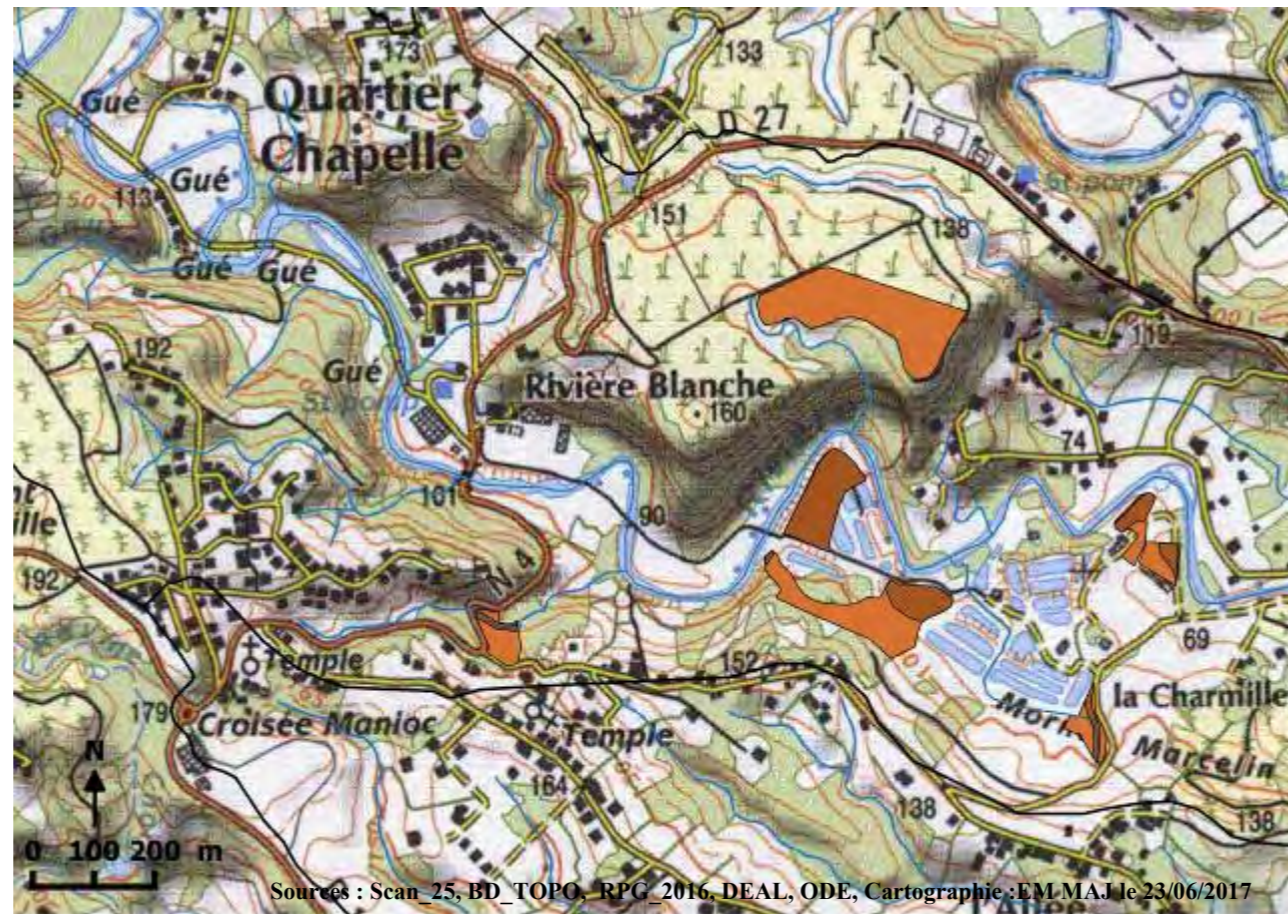 173
133
Gué
Quartier
Chapelle
27
Gué
113
151
138
Gué
Gué
192
119
Gué
Rivière Blanche
160
74
101
90
192
N 4
69
Temple
152
la Charmille
179
Croisée Manioc
Temple
Morn
Marcelin
N
164
138
138
0 100 200 m
Sources : Scan_25, BD_TOPO, RPG_2016, DEAL, ODE, Cartographie :EM MAJ le 23/06/2017